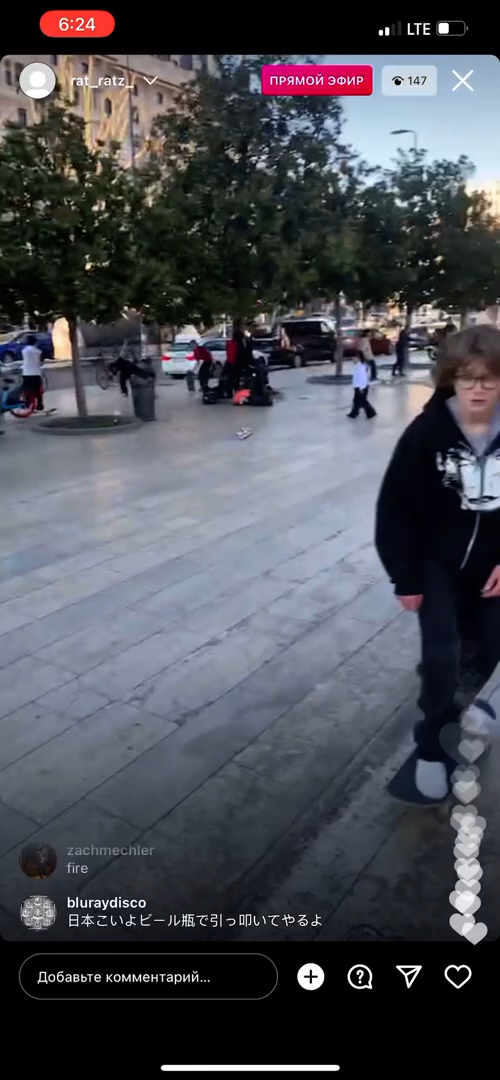 6:24
LTE
rat_ratz_
ПРЯМОЙ ЭФИР
147
zachmechler
fire
bluraydisco
日本こいよビール瓶で引っ叩いてやるよ
Добавьте комментарий...